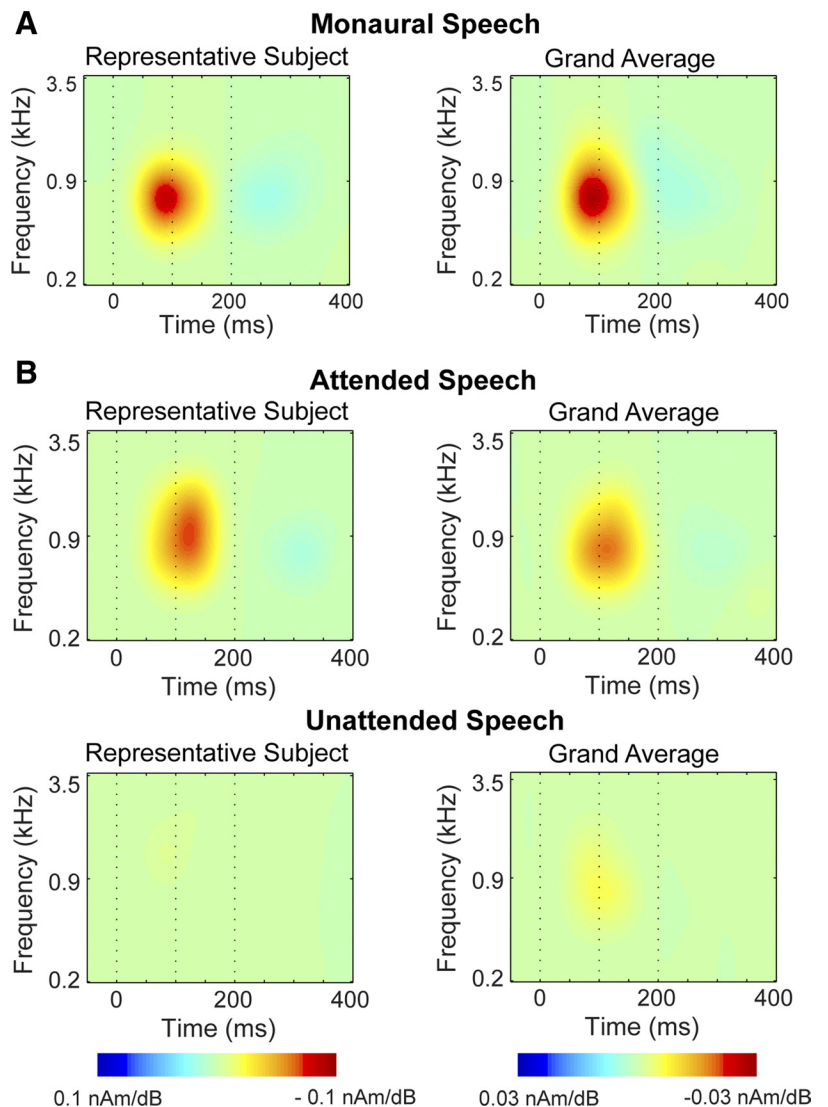 A
Monaural Speech
Representative Subject
Grand Average
Frequency (kHz)
3.5
0.9
0.2
0 200 400
Time (ms)
Frequency (kHz)
3.5
0.9
0.2
0 200 400
Time (ms)
B
Attended Speech
Representative Subject
Grand Average
Frequency (kHz)
3.5
0.9
0.2
0 200 400
Time (ms)
Frequency (kHz)
3.5
0.9
0.2
0 200 400
Time (ms)
Unattended Speech
Representative Subject
Grand Average
Frequency (kHz)
3.5
0.9
0.2
0 200 400
Time (ms)
Frequency (kHz)
3.5
0.9
0.2
0 200 400
Time (ms)
0.1 nAm/dB - 0.1 nAm/dB
0.03 nAm/dB -0.03 nAm/dB